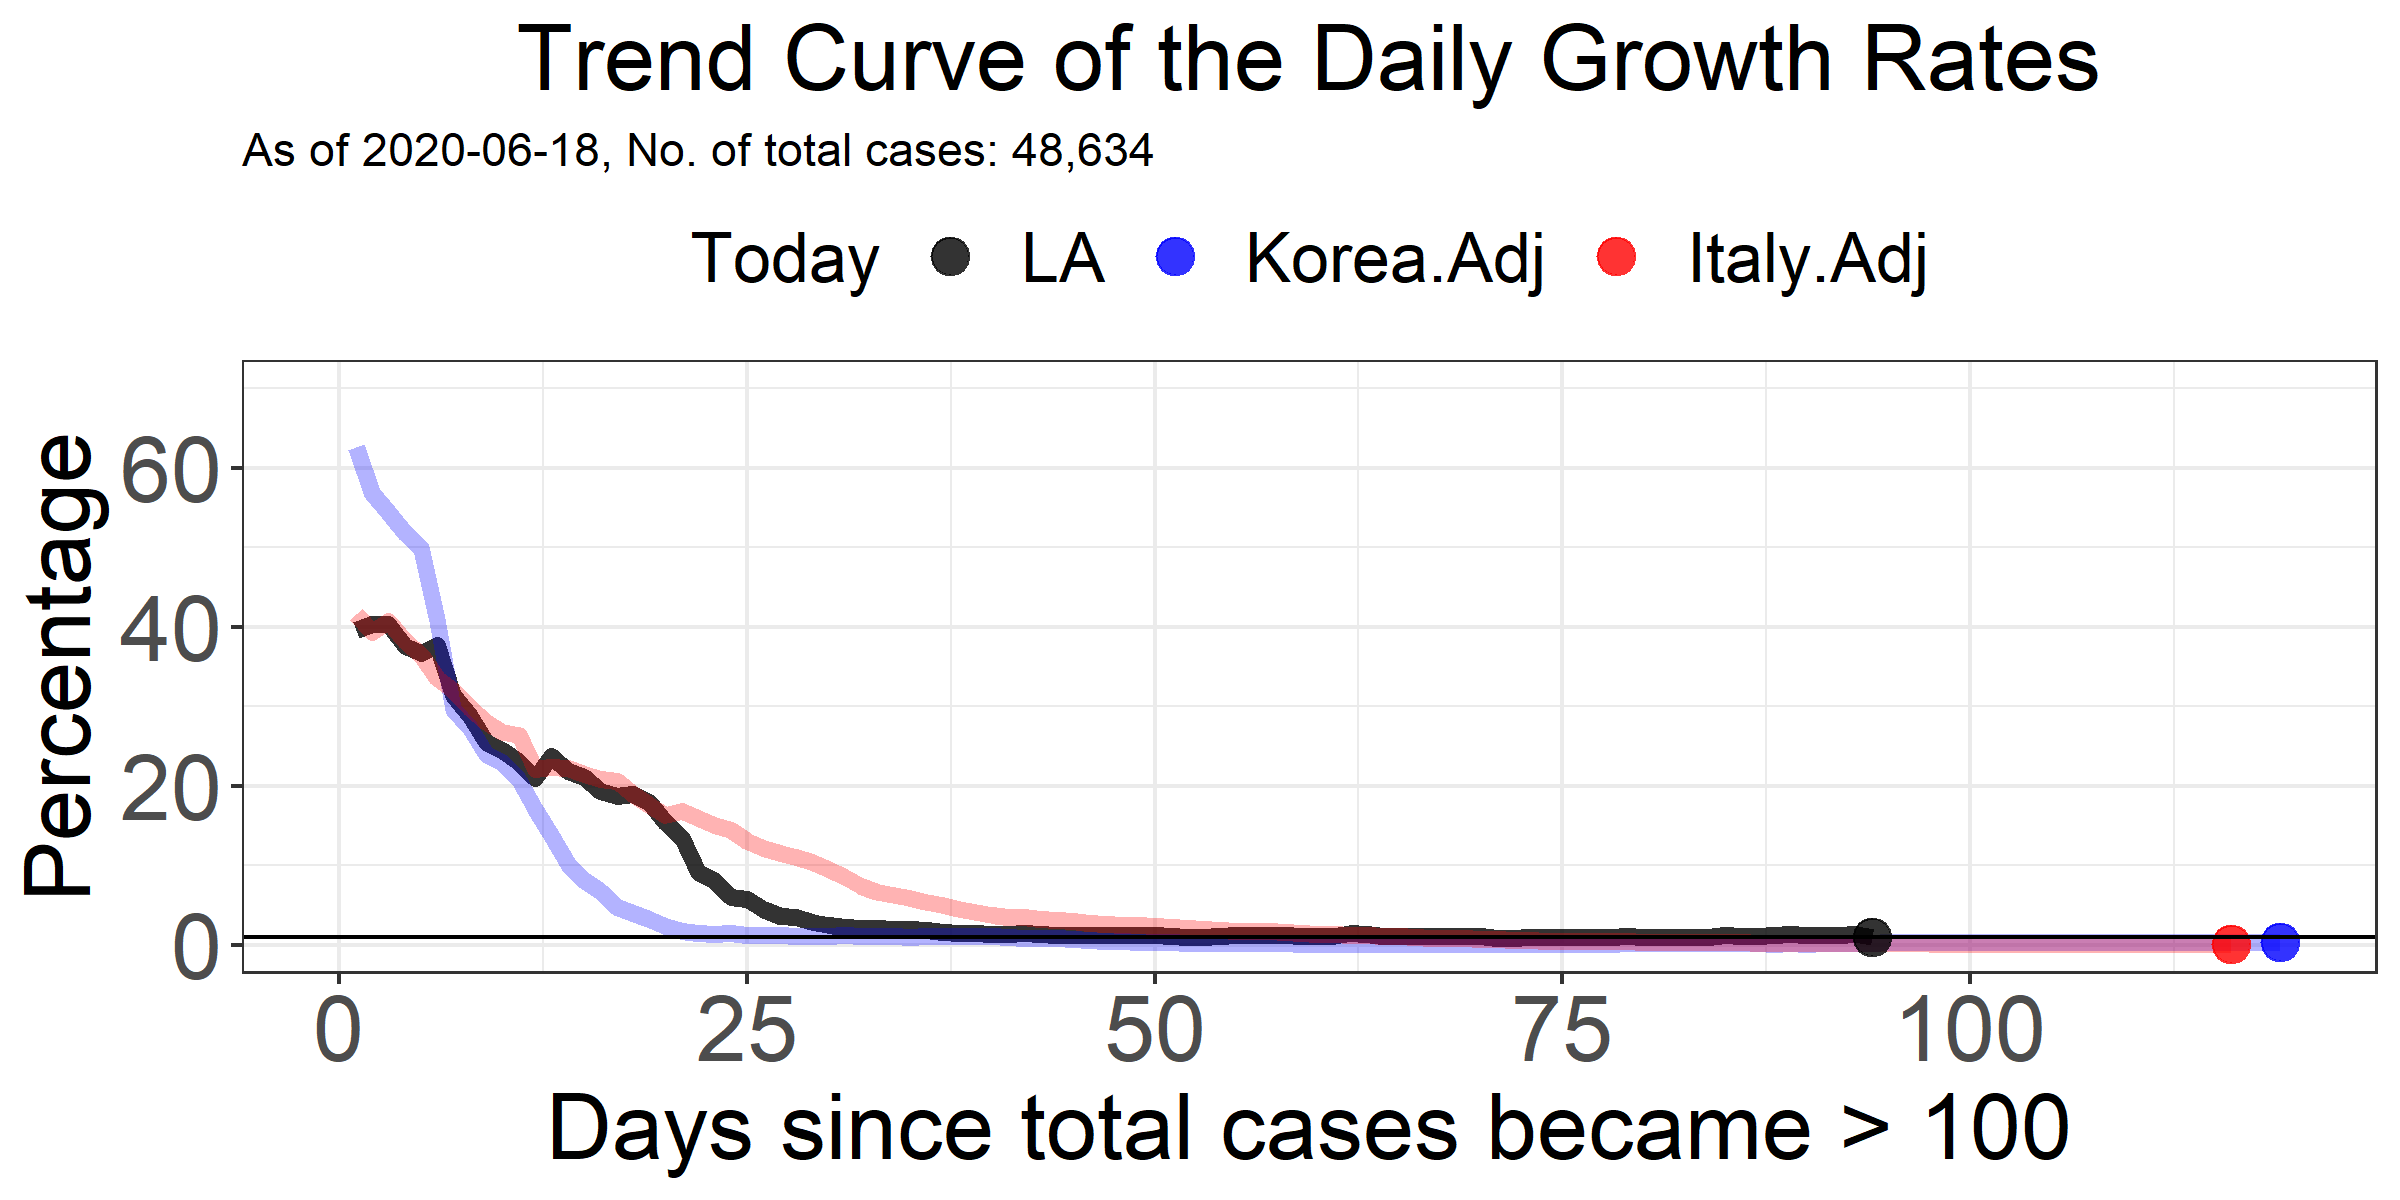 Trend Curve of the Daily Growth Rates
As of 2020-06-18, No. of total cases: 48,634
Today LA Korea.Adj Italy.Adj
Percentage
60
40
20
0
0 25 50 75 100
Days since total cases became > 100